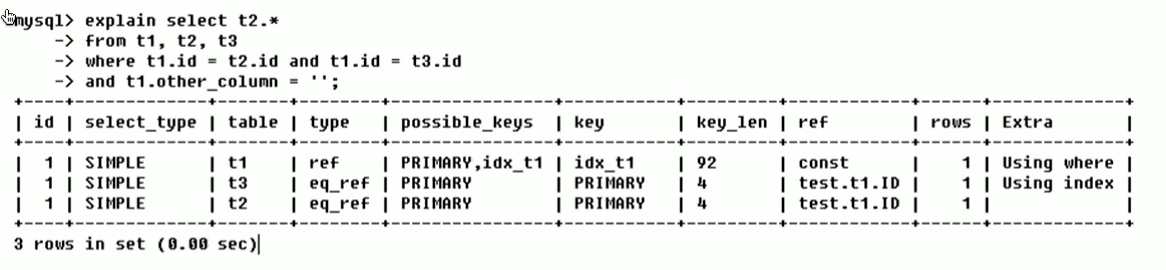 mysql> explain select t2.*
    -> from t1, t2, t3
    -> where t1.id = t2.id and t1.id = t3.id
    -> and t1.other_column = '';
+----+-------------+-------+--------+----------------+---------+---------+------------+------+-------------+
| id | select_type | table | type   | possible_keys  | key     | key_len | ref        | rows | Extra       |
+----+-------------+-------+--------+----------------+---------+---------+------------+------+-------------+
|  1 | SIMPLE      | t1    | ref    | PRIMARY,idx_t1 | idx_t1  | 92      | const      |    1 | Using where |
|  1 | SIMPLE      | t3    | eq_ref | PRIMARY        | PRIMARY | 4       | test.t1.ID |    1 | Using index |
|  1 | SIMPLE      | t2    | eq_ref | PRIMARY        | PRIMARY | 4       | test.t1.ID |    1 |             |
+----+-------------+-------+--------+----------------+---------+---------+------------+------+-------------+
3 rows in set (0.00 sec)